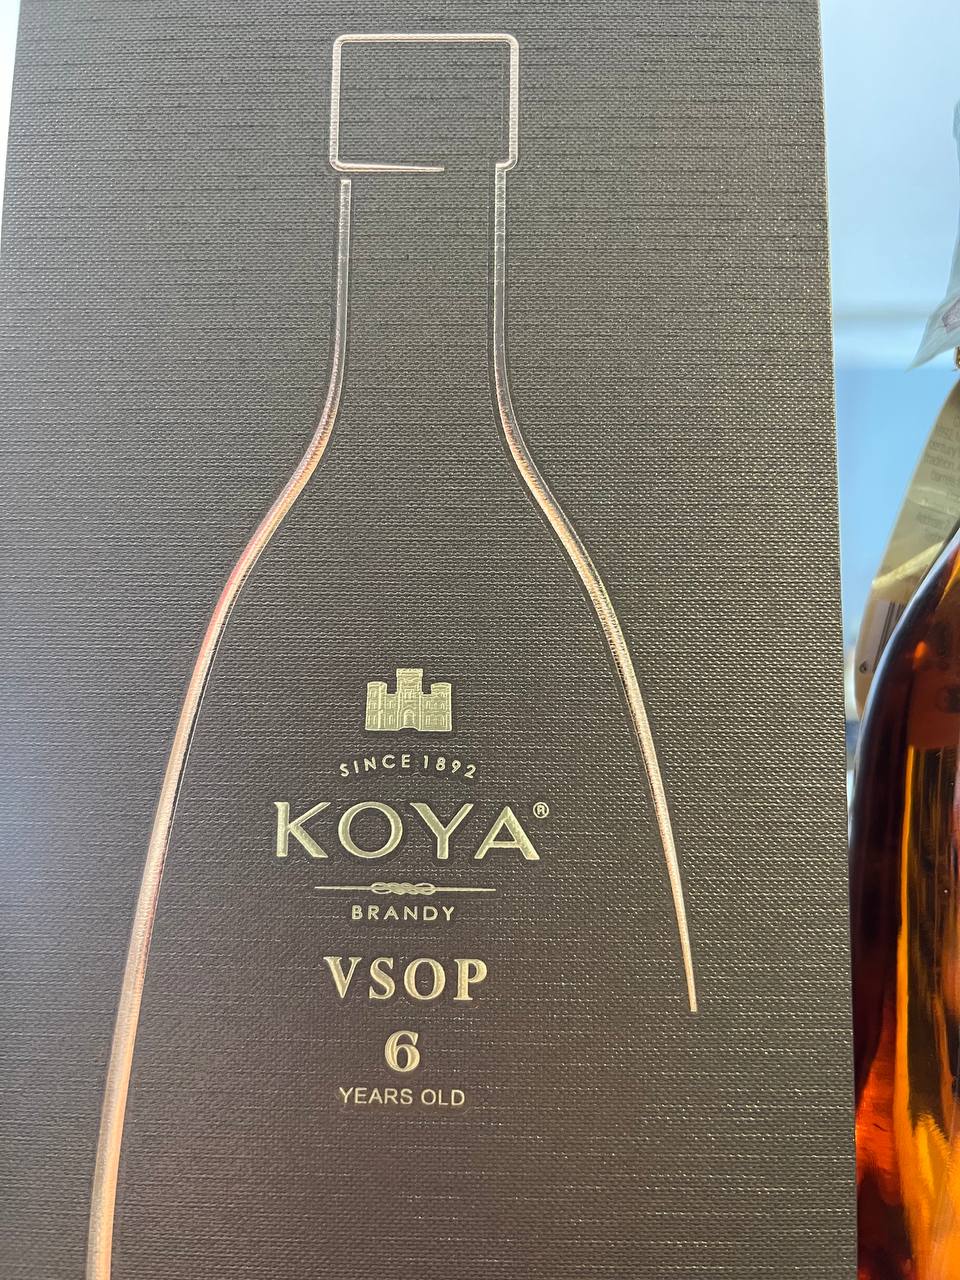 SINCE 1892
KOYA®
BRANDY
VSOP
6
YEARS OLD